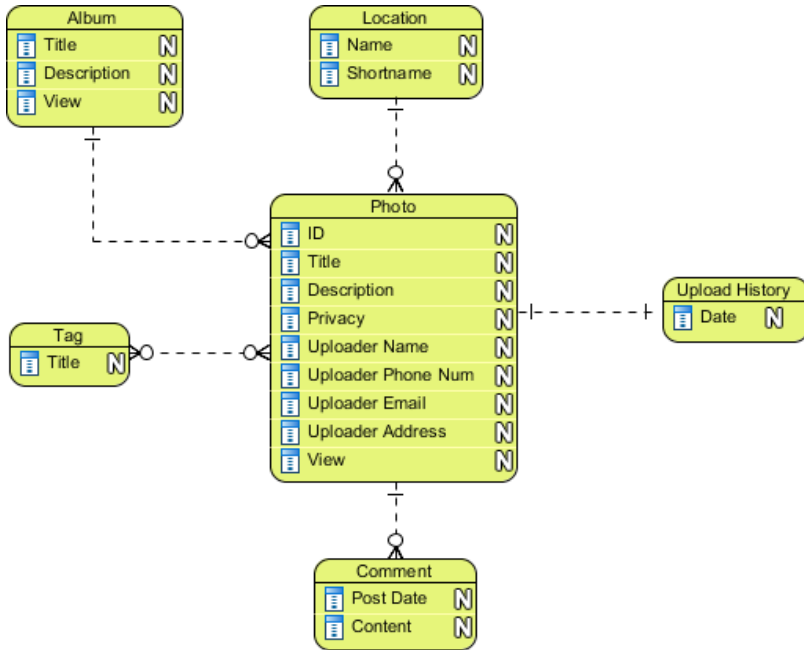 Album
Title N
Description N
View N
Location
Name N
Shortname N
Photo
ID N
Title N
Description N
Privacy N
Uploader Name N
Uploader Phone Num N
Uploader Email N
Uploader Address N
View N
Upload History
Date N
Tag
Title N
Comment
Post Date N
Content N